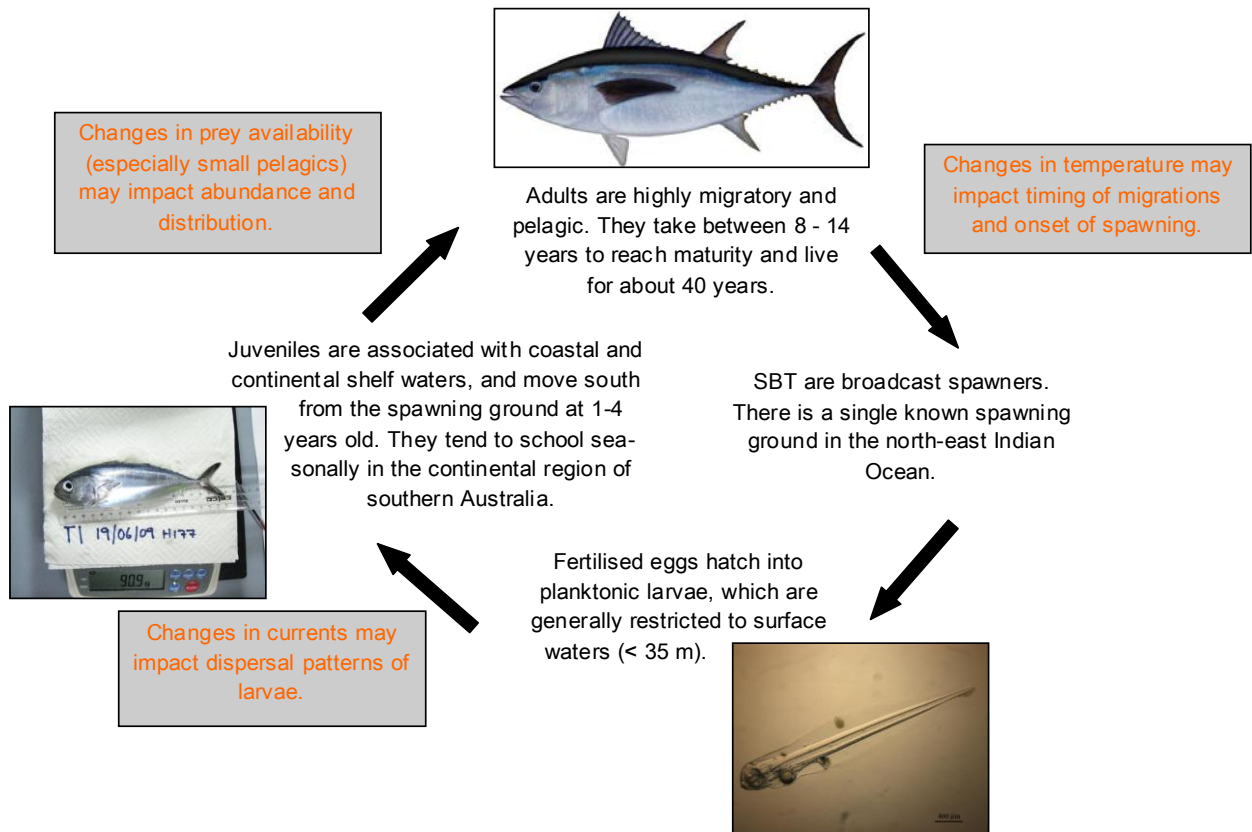 Changes in prey availability
(especially small pelagics)
may impact abundance and
distribution.
Adults are highly migratory and
pelagic. They take between 8 - 14
years to reach maturity and live
for about 40 years.
Changes in temperature may
impact timing of migrations
and onset of spawning.
Juveniles are associated with coastal and
continental shelf waters, and move south
from the spawning ground at 1-4
years old. They tend to school sea-
sonally in the continental region of
southern Australia.
SBT are broadcast spawners.
There is a single known spawning
ground in the north-east Indian
Ocean.
T1 19/06/09 H177
Fertilised eggs hatch into
planktonic larvae, which are
generally restricted to surface
waters (< 35 m).
Changes in currents may
impact dispersal patterns of
larvae.
400 µm